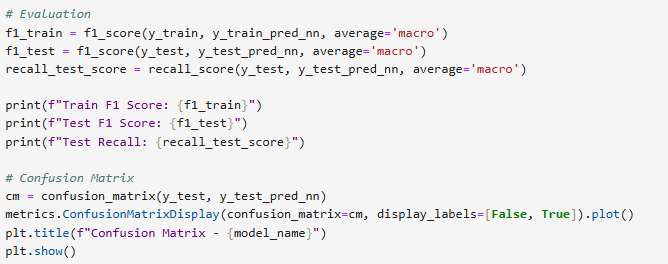 # Evaluation
f1_train = f1_score(y_train, y_train_pred_nn, average='macro')
f1_test = f1_score(y_test, y_test_pred_nn, average='macro')
recall_test_score = recall_score(y_test, y_test_pred_nn, average='macro')
print(f"Train F1 Score: {f1_train}")
print(f"Test F1 Score: {f1_test}")
print(f"Test Recall: {recall_test_score}")
# Confusion Matrix
cm = confusion_matrix(y_test, y_test_pred_nn)
metrics.ConfusionMatrixDisplay(confusion_matrix=cm, display_labels=[False, True]).plot()
plt.title(f"Confusion Matrix - {model_name}")
plt.show()